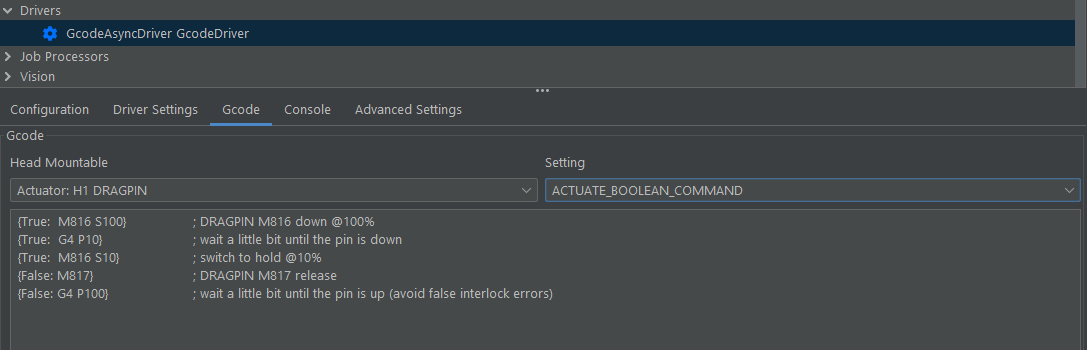 Drivers
GcodeAsyncDriver GcodeDriver
Job Processors
Vision
Configuration Driver Settings Gcode Console Advanced Settings
Gcode
Head Mountable Setting
Actuator: H1 DRAGPIN ACTUATE_BOOLEAN_COMMAND
{True:  M816 S100} ; DRAGPIN M816 down @100%
{True:  G4 P10} ; wait a little bit until the pin is down
{True:  M816 S10} ; switch to hold @10%
{False: M817} ; DRAGPIN M817 release
{False: G4 P100} ; wait a little bit until the pin is up (avoid false interlock errors)